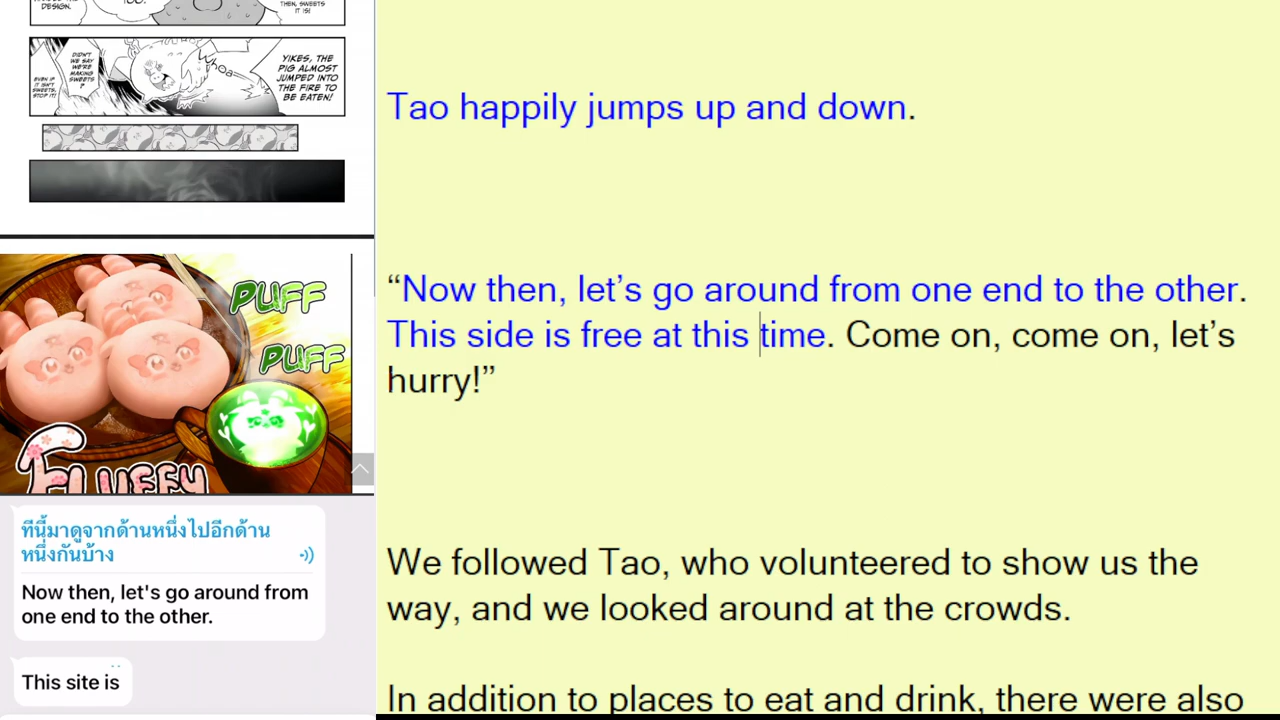 DESIGN.
THEN, SWEETS
IT IS!
DIDN'T
WE SAY
WE'RE
MAKING
SWEETS
?
EVEN IF
IT ISN'T
SWEETS,
STOP IT!
Whoa
YIKES, THE
PIG ALMOST
JUMPED INTO
THE FIRE TO
BE EATEN!
PUFF
PUFF
FLUFFY
ทีนี้มาดูจากด้านหนึ่งไปอีกด้าน
หนึ่งกันบ้าง
Now then, let's go around from
one end to the other.
This site is
Tao happily jumps up and down.
“Now then, let’s go around from one end to the other.
This side is free at this time. Come on, come on, let’s
hurry!”
We followed Tao, who volunteered to show us the
way, and we looked around at the crowds.
In addition to places to eat and drink, there were also